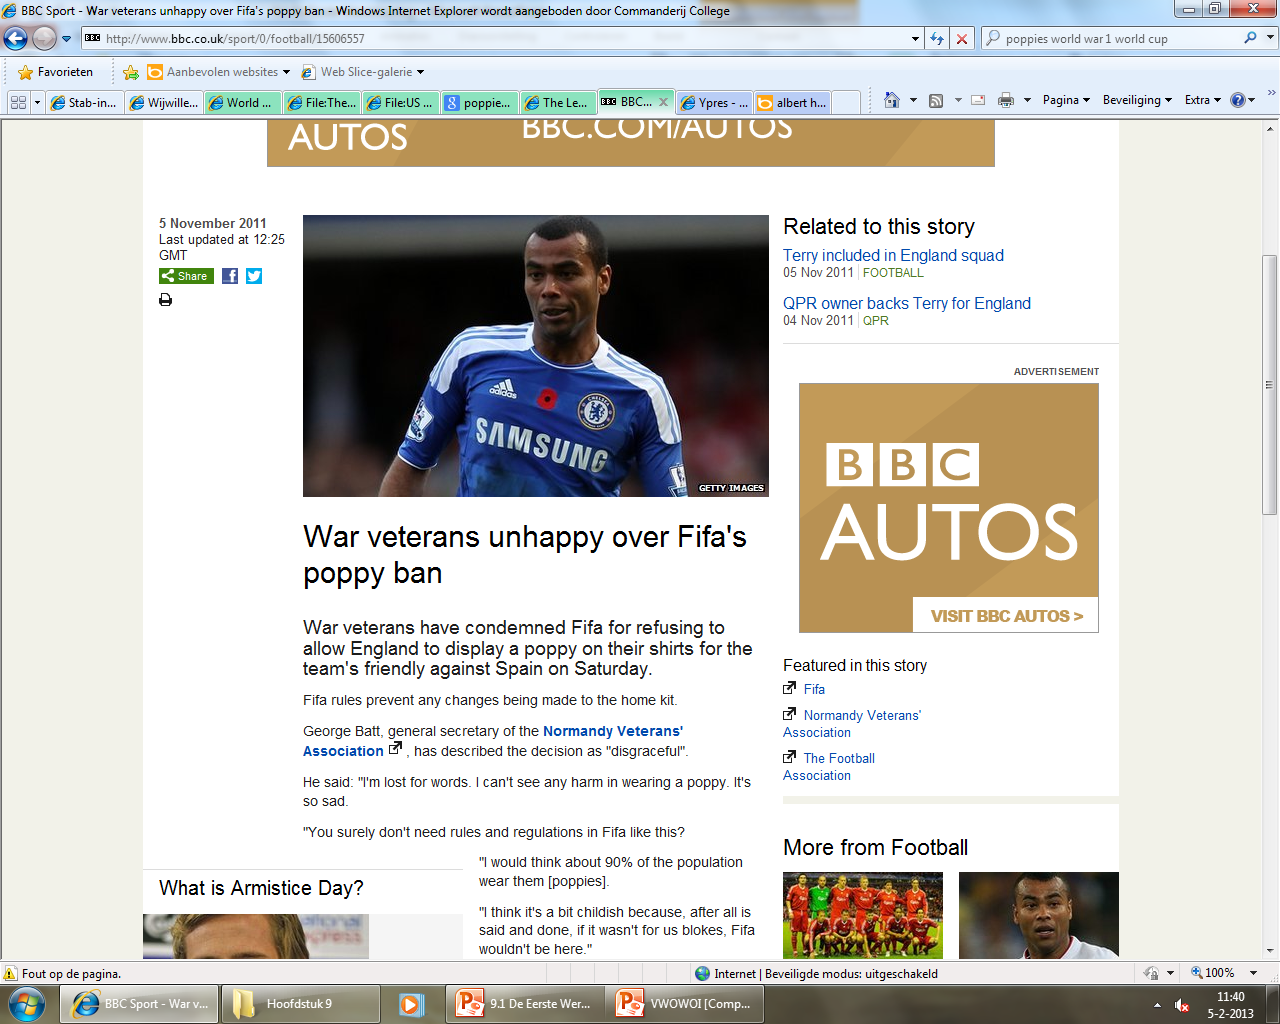 BBC Sport - War veterans unhappy over Fifa's poppy ban - Windows Internet Explorer wordt aangeboden door Commanderij College
http://www.bbc.co.uk/sport/0/football/15606557
poppies world war 1 world cup
Favorieten
Aanbevolen websites
Web Slice-galerie
Stab-in...
Wijwille...
World ...
File:The...
File:US ...
poppie...
The Le...
BBC...
Ypres - ...
albert h...
Pagina
Beveiliging
Extra
AUTOS
BBC.COM/AUTOS
5 November 2011
Last updated at 12:25
GMT
Share
adidas
CHELSEA
SAMSUNG
GETTY IMAGES
War veterans unhappy over Fifa's
poppy ban
War veterans have condemned Fifa for refusing to
allow England to display a poppy on their shirts for the
team's friendly against Spain on Saturday.
Fifa rules prevent any changes being made to the home kit.
George Batt, general secretary of the Normandy Veterans'
Association , has described the decision as "disgraceful".
He said: "I'm lost for words. I can't see any harm in wearing a poppy. It's
so sad.
"You surely don't need rules and regulations in Fifa like this?
"I would think about 90% of the population
wear them [poppies].
"I think it's a bit childish because, after all is
said and done, if it wasn't for us blokes, Fifa
wouldn't be here."
What is Armistice Day?
Related to this story
Terry included in England squad
05 Nov 2011 FOOTBALL
QPR owner backs Terry for England
04 Nov 2011 QPR
ADVERTISEMENT
BBC
AUTOS
VISIT BBC AUTOS >
Featured in this story
Fifa
Normandy Veterans'
Association
The Football
Association
More from Football
Fout op de pagina.
Internet | Beveiligde modus: uitgeschakeld
100%
BBC Sport - War v...
Hoofdstuk 9
9.1 De Eerste Wer...
VWOWOI [Comp...
11:40
5-2-2013